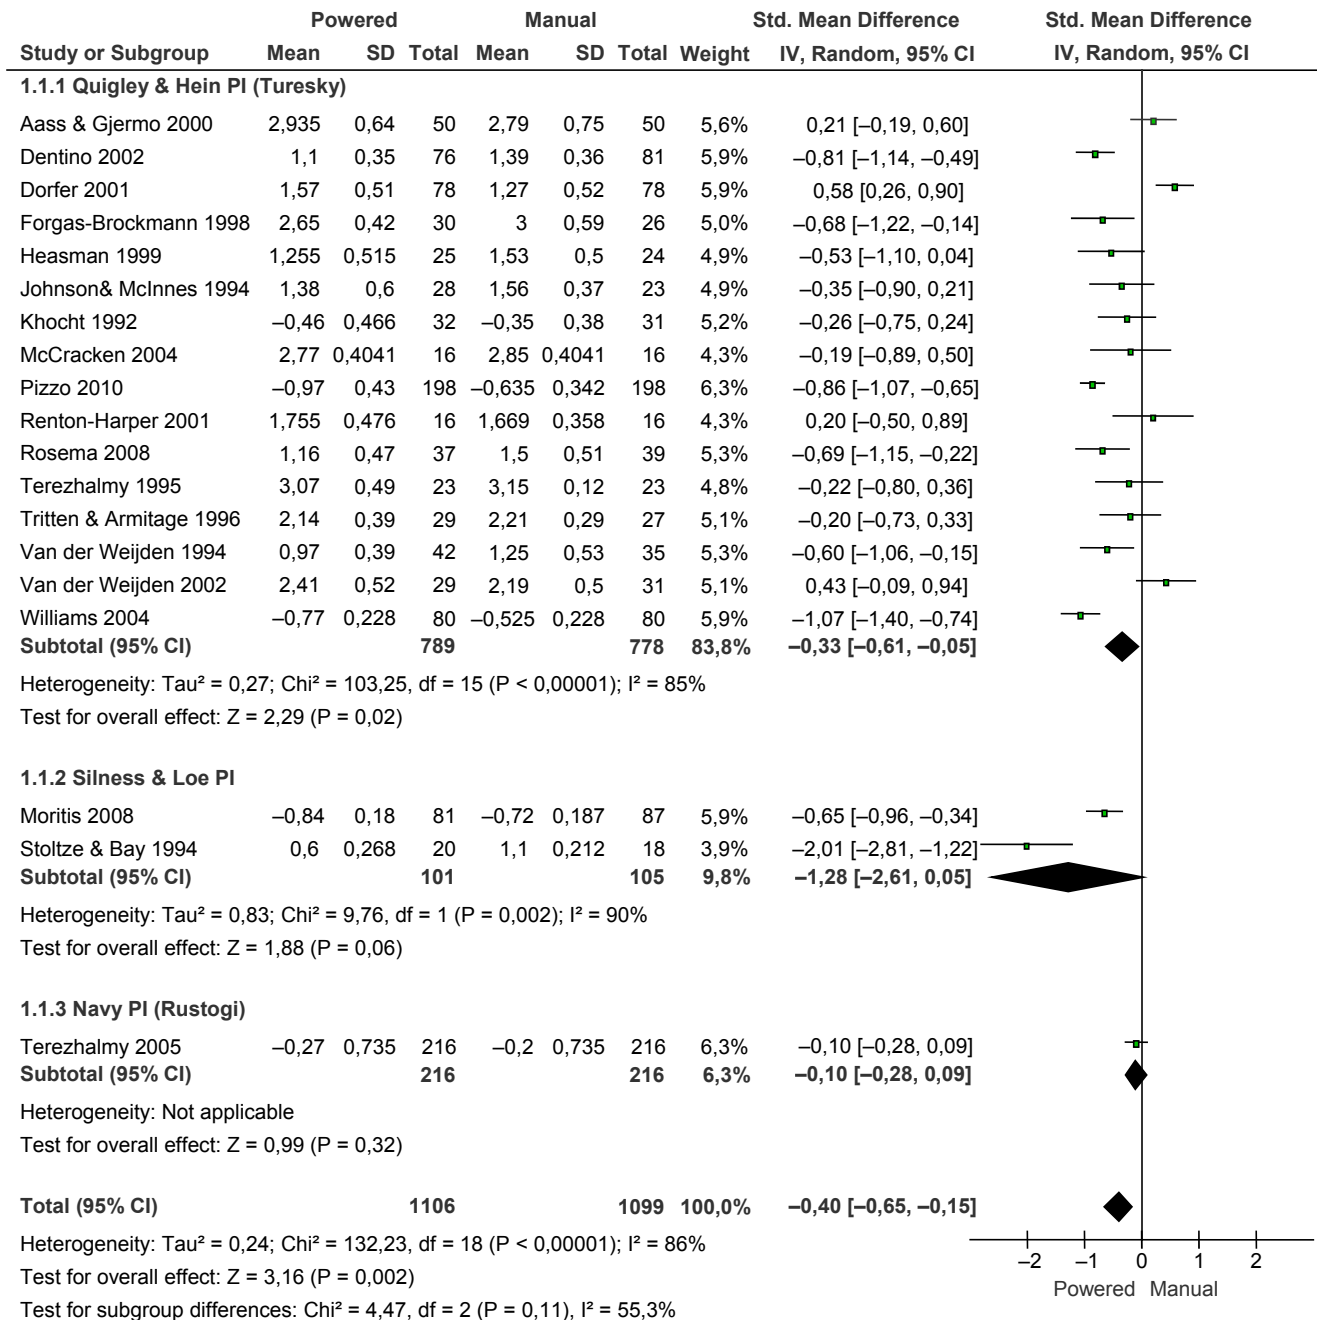 Powered Manual Std. Mean Difference Std. Mean Difference
Study or Subgroup Mean SD Total Mean SD Total Weight IV, Random, 95% CI IV, Random, 95% CI
1.1.1 Quigley & Hein PI (Turesky)
Aass & Gjermo 2000 2,935 0,64 50 2,79 0,75 50 5,6% 0,21 [–0,19, 0,60]
Dentino 2002 1,1 0,35 76 1,39 0,36 81 5,9% –0,81 [–1,14, –0,49]
Dorfer 2001 1,57 0,51 78 1,27 0,52 78 5,9% 0,58 [0,26, 0,90]
Forgas-Brockmann 1998 2,65 0,42 30 3 0,59 26 5,0% –0,68 [–1,22, –0,14]
Heasman 1999 1,255 0,515 25 1,53 0,5 24 4,9% –0,53 [–1,10, 0,04]
Johnson& McInnes 1994 1,38 0,6 28 1,56 0,37 23 4,9% –0,35 [–0,90, 0,21]
Khocht 1992 –0,46 0,466 32 –0,35 0,38 31 5,2% –0,26 [–0,75, 0,24]
McCracken 2004 2,77 0,4041 16 2,85 0,4041 16 4,3% –0,19 [–0,89, 0,50]
Pizzo 2010 –0,97 0,43 198 –0,635 0,342 198 6,3% –0,86 [–1,07, –0,65]
Renton-Harper 2001 1,755 0,476 16 1,669 0,358 16 4,3% 0,20 [–0,50, 0,89]
Rosema 2008 1,16 0,47 37 1,5 0,51 39 5,3% –0,69 [–1,15, –0,22]
Terezhalmy 1995 3,07 0,49 23 3,15 0,12 23 4,8% –0,22 [–0,80, 0,36]
Tritten & Armitage 1996 2,14 0,39 29 2,21 0,29 27 5,1% –0,20 [–0,73, 0,33]
Van der Weijden 1994 0,97 0,39 42 1,25 0,53 35 5,3% –0,60 [–1,06, –0,15]
Van der Weijden 2002 2,41 0,52 29 2,19 0,5 31 5,1% 0,43 [–0,09, 0,94]
Williams 2004 –0,77 0,228 80 –0,525 0,228 80 5,9% –1,07 [–1,40, –0,74]
Subtotal (95% CI) 789 778 83,8% –0,33 [–0,61, –0,05]
Heterogeneity: Tau² = 0,27; Chi² = 103,25, df = 15 (P < 0,00001); I² = 85%
Test for overall effect: Z = 2,29 (P = 0,02)
1.1.2 Silness & Loe PI
Moritis 2008 –0,84 0,18 81 –0,72 0,187 87 5,9% –0,65 [–0,96, –0,34]
Stoltze & Bay 1994 0,6 0,268 20 1,1 0,212 18 3,9% –2,01 [–2,81, –1,22]
Subtotal (95% CI) 101 105 9,8% –1,28 [–2,61, 0,05]
Heterogeneity: Tau² = 0,83; Chi² = 9,76, df = 1 (P = 0,002); I² = 90%
Test for overall effect: Z = 1,88 (P = 0,06)
1.1.3 Navy PI (Rustogi)
Terezhalmy 2005 –0,27 0,735 216 –0,2 0,735 216 6,3% –0,10 [–0,28, 0,09]
Subtotal (95% CI) 216 216 6,3% –0,10 [–0,28, 0,09]
Heterogeneity: Not applicable
Test for overall effect: Z = 0,99 (P = 0,32)
Total (95% CI) 1106 1099 100,0% –0,40 [–0,65, –0,15]
Heterogeneity: Tau² = 0,24; Chi² = 132,23, df = 18 (P < 0,00001); I² = 86%
Test for overall effect: Z = 3,16 (P = 0,002)
Test for subgroup differences: Chi² = 4,47, df = 2 (P = 0,11), I² = 55,3%
–2 –1 0 1 2
Powered Manual